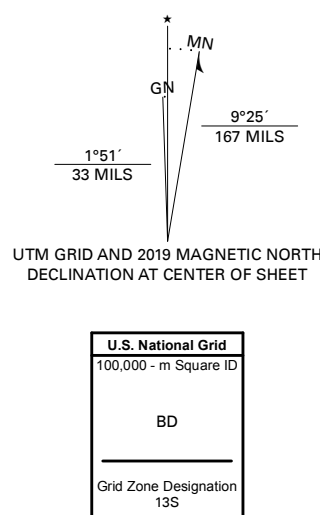 ★
MN
GN
9°25´
167 MILS
1°51´
33 MILS
UTM GRID AND 2019 MAGNETIC NORTH
DECLINATION AT CENTER OF SHEET
U.S. National Grid
100,000 - m Square ID
BD
Grid Zone Designation
13S